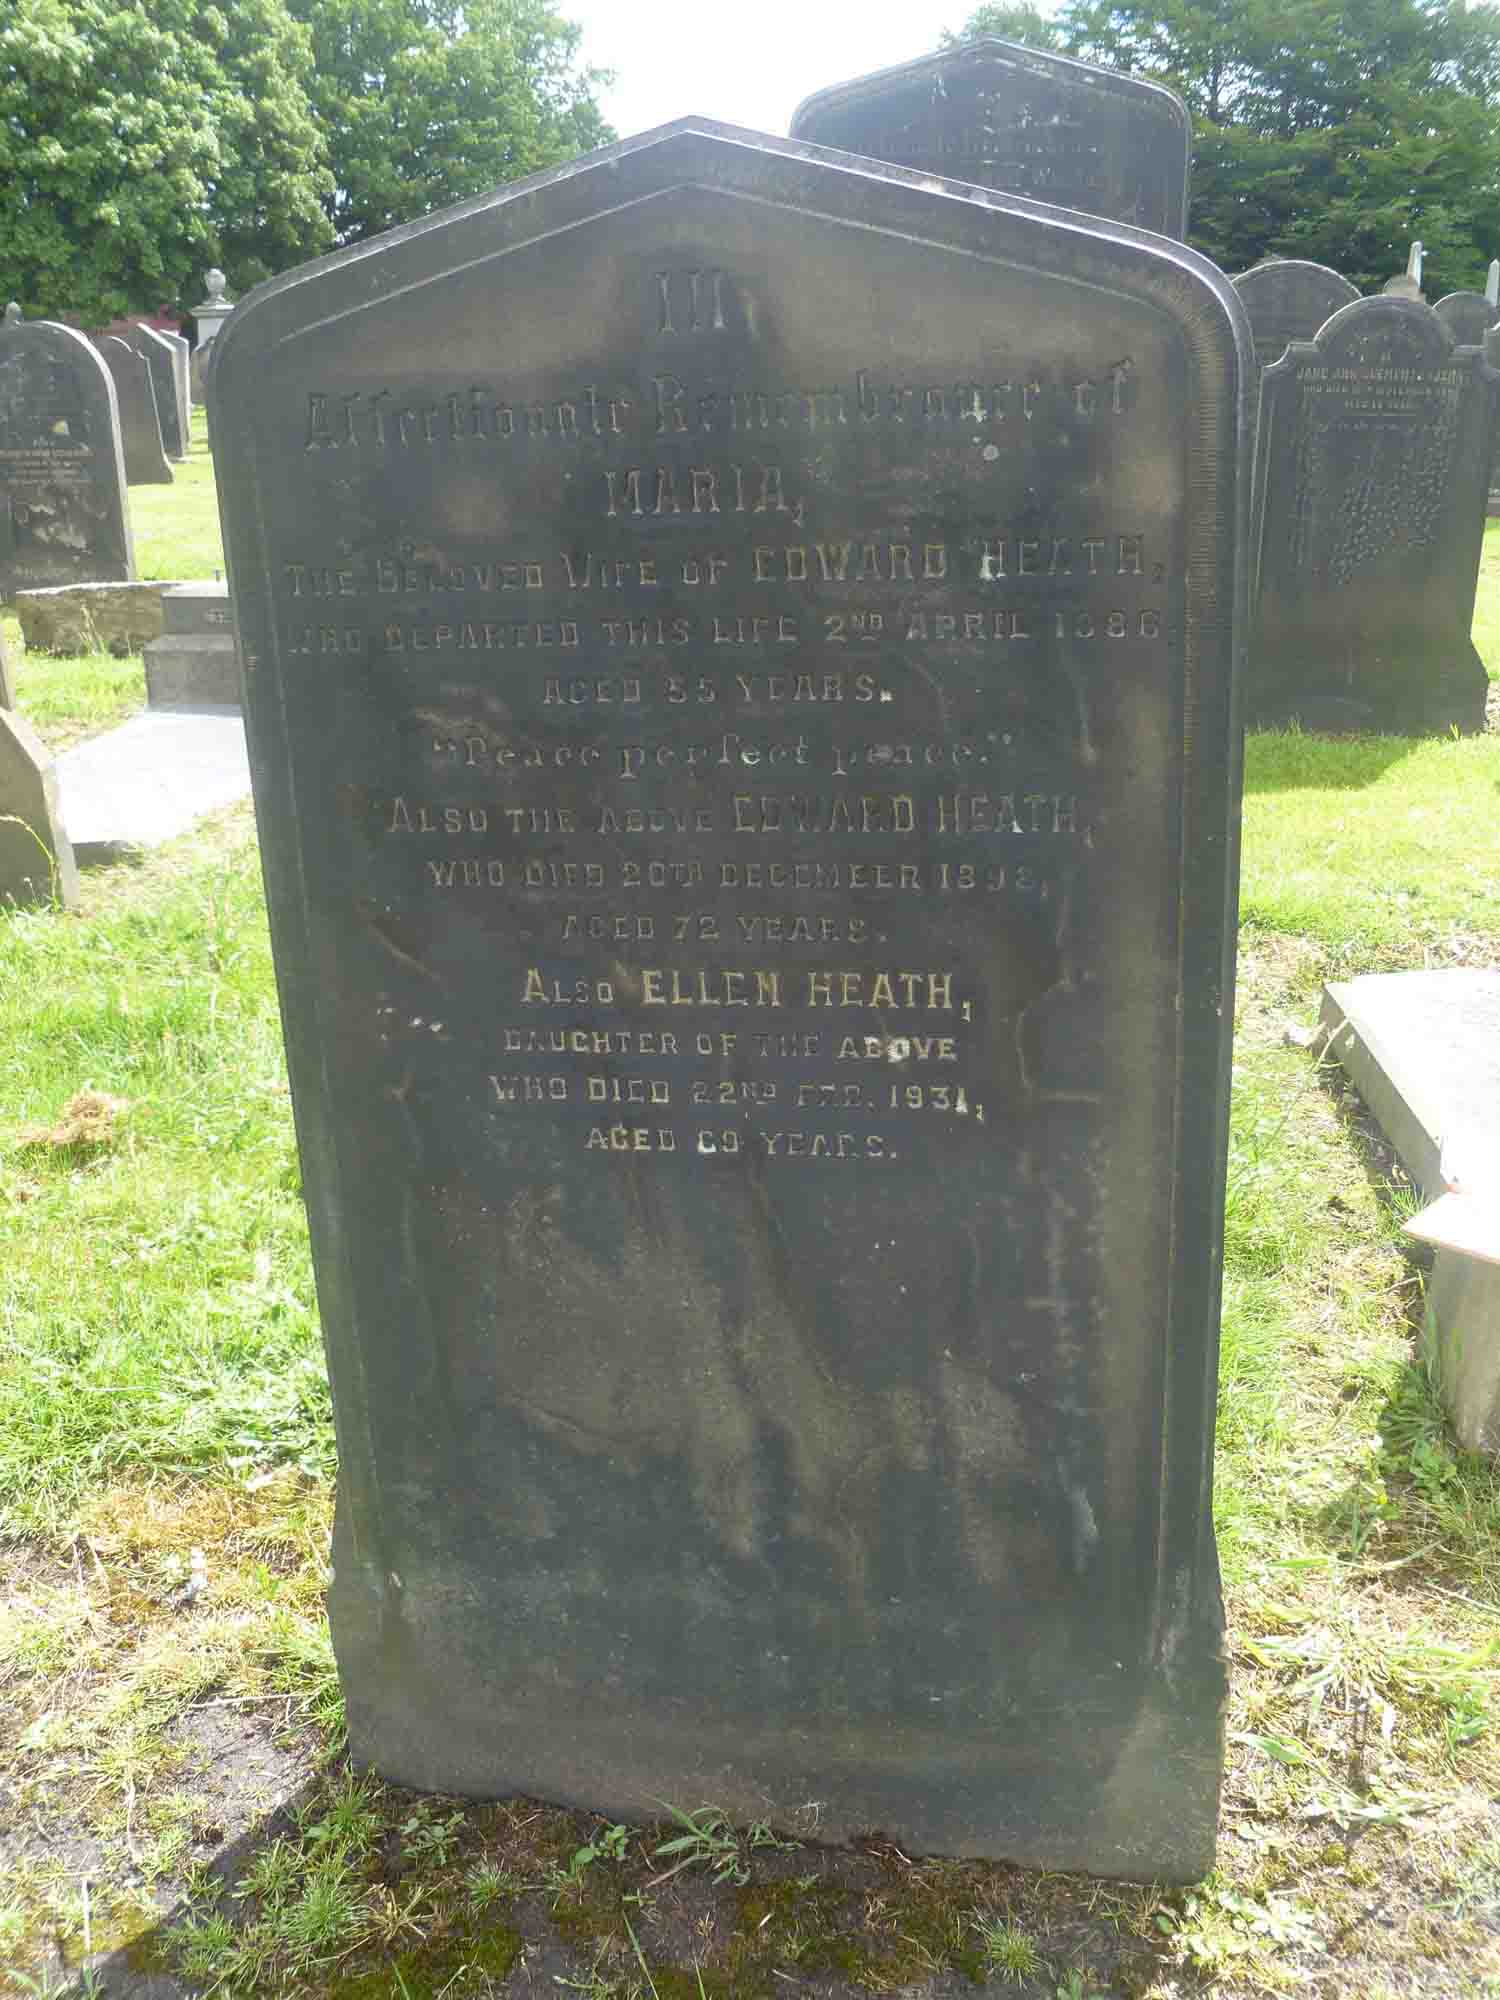 IN
Affectionate Remembrance of
MARIA,
THE BELOVED WIFE OF EDWARD HEATH,
WHO DEPARTED THIS LIFE 2ND APRIL 1886
AGED 55 YEARS.
"Peace perfect peace."
ALSO THE ABOVE EDWARD HEATH,
WHO DIED 20TH DECEMBER 1898,
AGED 72 YEARS.
ALSO ELLEN HEATH,
DAUGHTER OF THE ABOVE
WHO DIED 22ND FEB. 1931,
AGED 69 YEARS.
JANE ANN